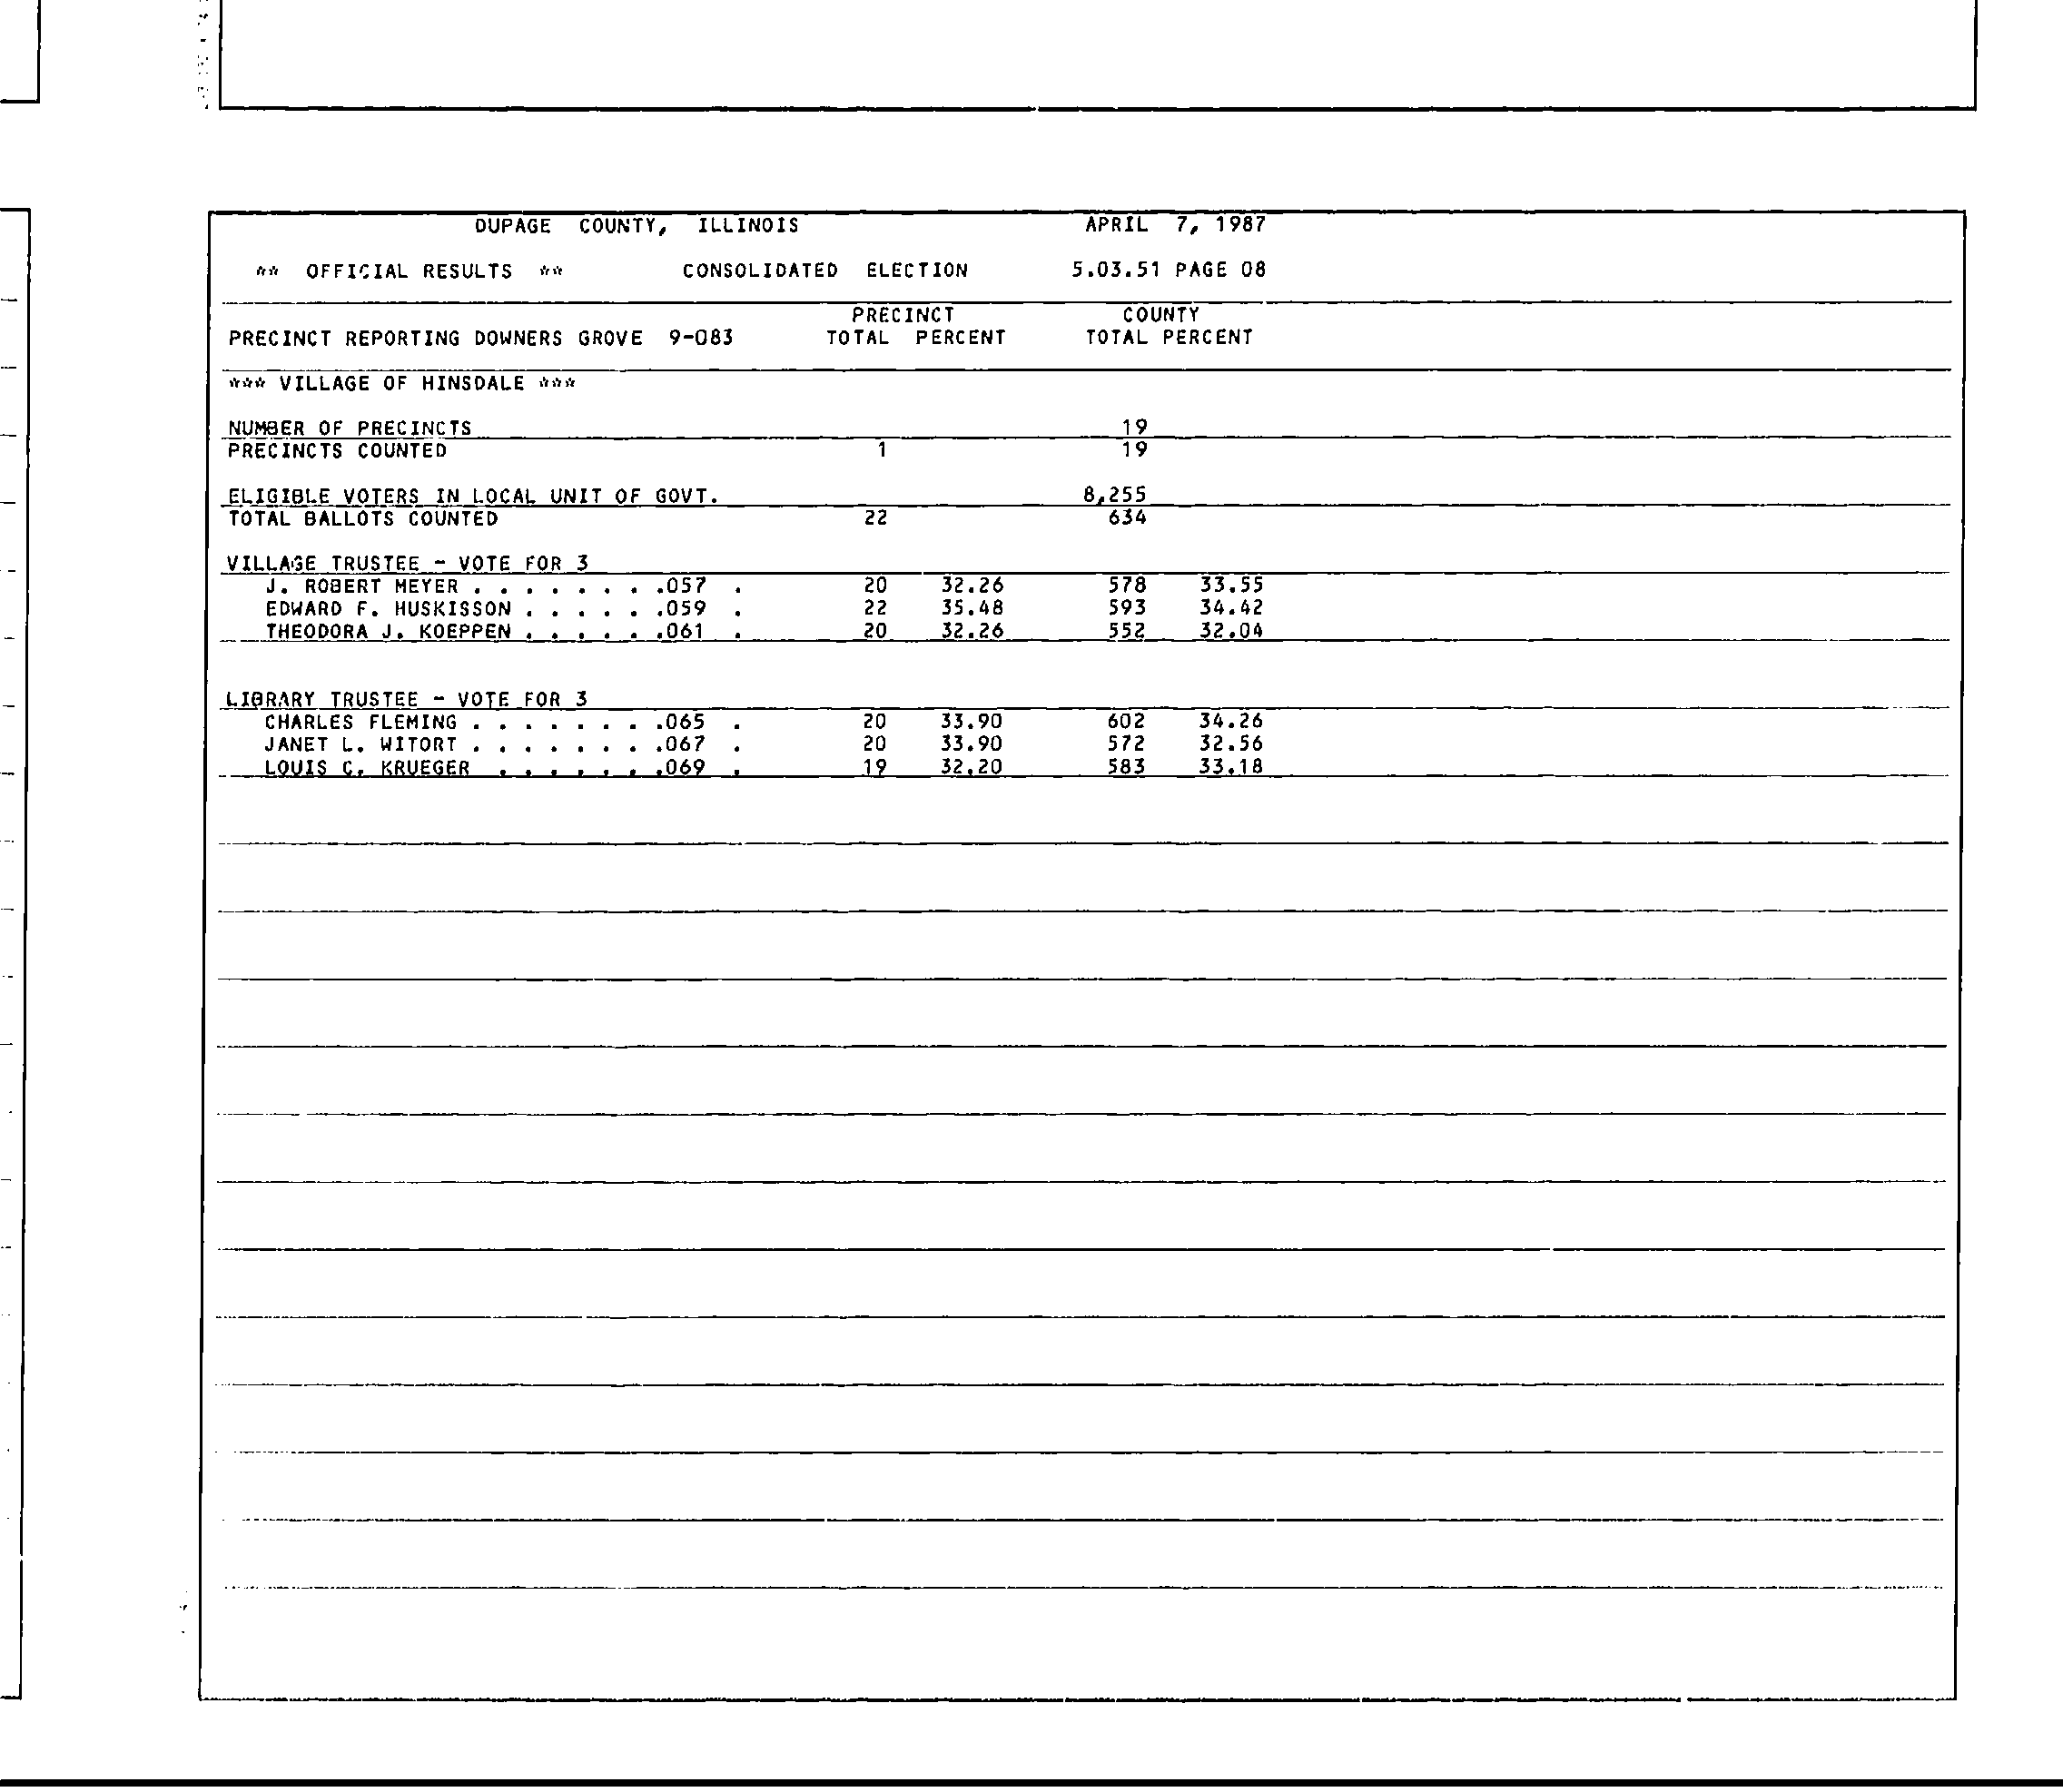 DUPAGE COUNTY, ILLINOIS APRIL 7, 1987
** OFFICIAL RESULTS ** CONSOLIDATED ELECTION 5.03.51 PAGE 08
PRECINCT COUNTY
PRECINCT REPORTING DOWNERS GROVE 9-083 TOTAL PERCENT TOTAL PERCENT
*** VILLAGE OF HINSDALE ***
NUMBER OF PRECINCTS 19
PRECINCTS COUNTED 1 19
ELIGIBLE VOTERS IN LOCAL UNIT OF GOVT. 8,255
TOTAL BALLOTS COUNTED 22 634
VILLAGE TRUSTEE - VOTE FOR 3
J. ROBERT MEYER . . . . . . . .057 . 20 32.26 578 33.55
EDWARD F. HUSKISSON . . . . . .059 . 22 35.48 593 34.42
THEODORA J. KOEPPEN . . . . . .061 . 20 32.26 552 32.04
LIBRARY TRUSTEE - VOTE FOR 3
CHARLES FLEMING . . . . . . . .065 . 20 33.90 602 34.26
JANET L. WITORT . . . . . . . .067 . 20 33.90 572 32.56
LOUIS C. KRUEGER . . . . . . .069 . 19 32.20 583 33.18